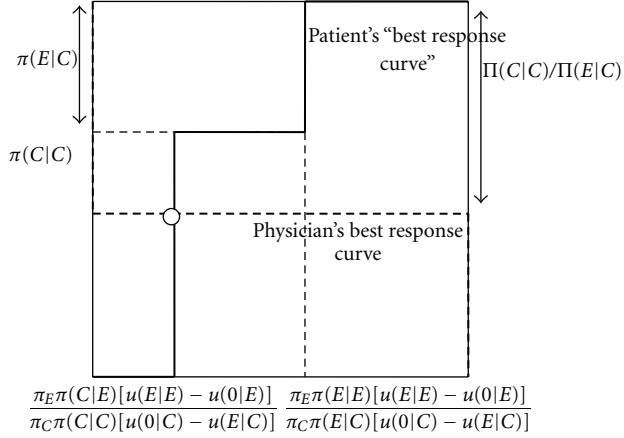 π(E|C)
π(C|C)
Patient's “best response
curve”
Π(C|C)/Π(E|C)
Physician's best response
curve
π_Eπ(C|E)[u(E|E) − u(0|E)]
π_Cπ(C|C)[u(0|C) − u(E|C)]
π_Eπ(E|E)[u(E|E) − u(0|E)]
π_Cπ(E|C)[u(0|C) − u(E|C)]